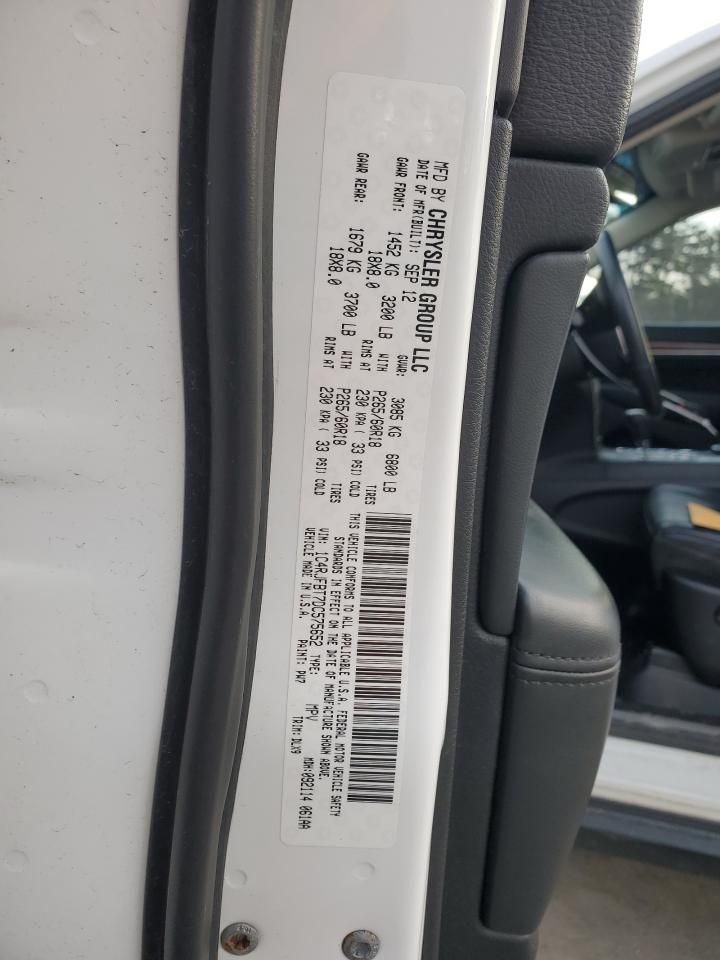 MFD BY CHRYSLER GROUP LLC
DATE OF MFR(BUILT): SEP 12 GVWR: 3085 KG 6800 LB
GAWR FRONT: 1452 KG 3200 LB WITH P265/60R18 TIRES
18X8.0 RIMS AT 230 KPA ( 33 PSI) COLD
GAWR REAR: 1679 KG 3700 LB WITH P265/60R18 TIRES
18X8.0 RIMS AT 230 KPA ( 33 PSI) COLD
THIS VEHICLE CONFORMS TO ALL APPLICABLE U.S.A. FEDERAL MOTOR VEHICLE SAFETY
STANDARDS IN EFFECT ON THE DATE OF MANUFACTURE SHOWN ABOVE.
VIN: 1C4RJFBT7DC575652 TYPE: MPV MDH:092114 061AA
VEHICLE MADE IN U.S.A. PAINT: PW7 TRIM:DLX9